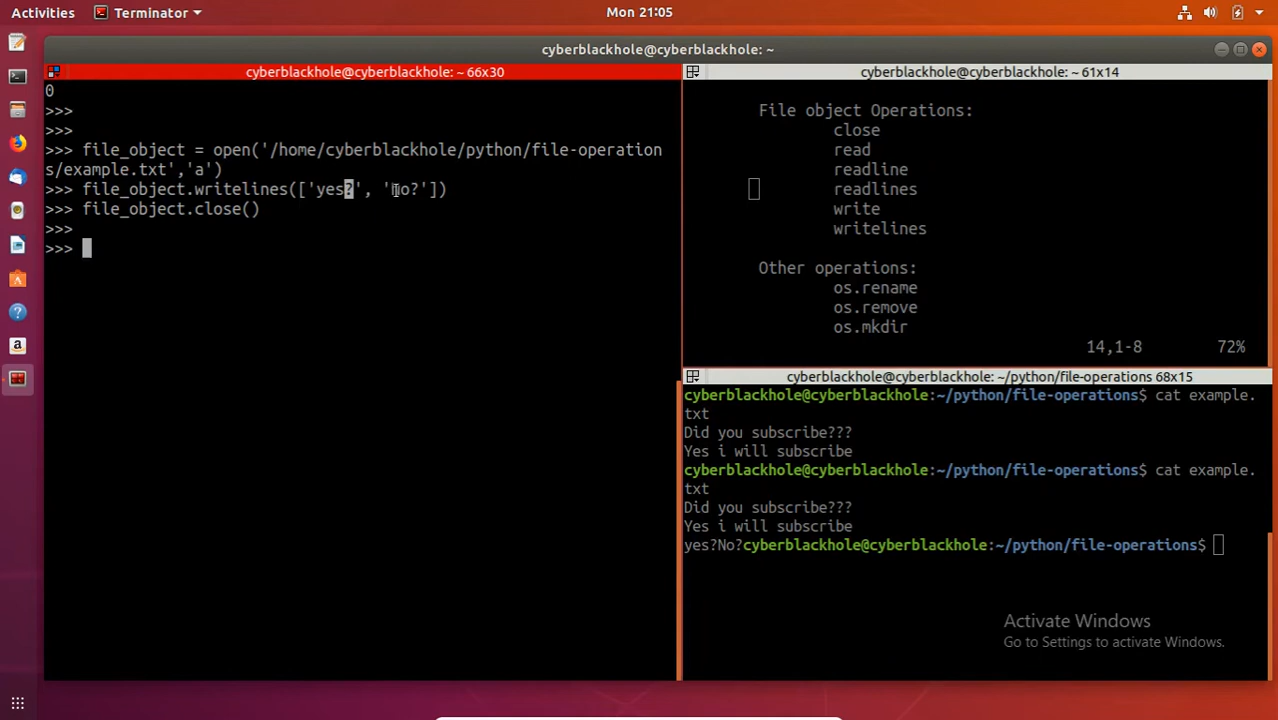 Activities
Terminator
Mon 21:05
cyberblackhole@cyberblackhole: ~
cyberblackhole@cyberblackhole: ~ 66x30
0
>>>
>>>
>>> file_object = open('/home/cyberblackhole/python/file-operation
s/example.txt','a')
>>> file_object.writelines(['yes?', 'No?'])
>>> file_object.close()
>>>
>>>
cyberblackhole@cyberblackhole: ~ 61x14
File object Operations:
close
read
readline
readlines
write
writelines
Other operations:
os.rename
os.remove
os.mkdir
14,1-8 72%
cyberblackhole@cyberblackhole: ~/python/file-operations 68x15
cyberblackhole@cyberblackhole:~/python/file-operations$ cat example.
txt
Did you subscribe???
Yes i will subscribe
cyberblackhole@cyberblackhole:~/python/file-operations$ cat example.
txt
Did you subscribe???
Yes i will subscribe
yes?No?cyberblackhole@cyberblackhole:~/python/file-operations$
Activate Windows
Go to Settings to activate Windows.